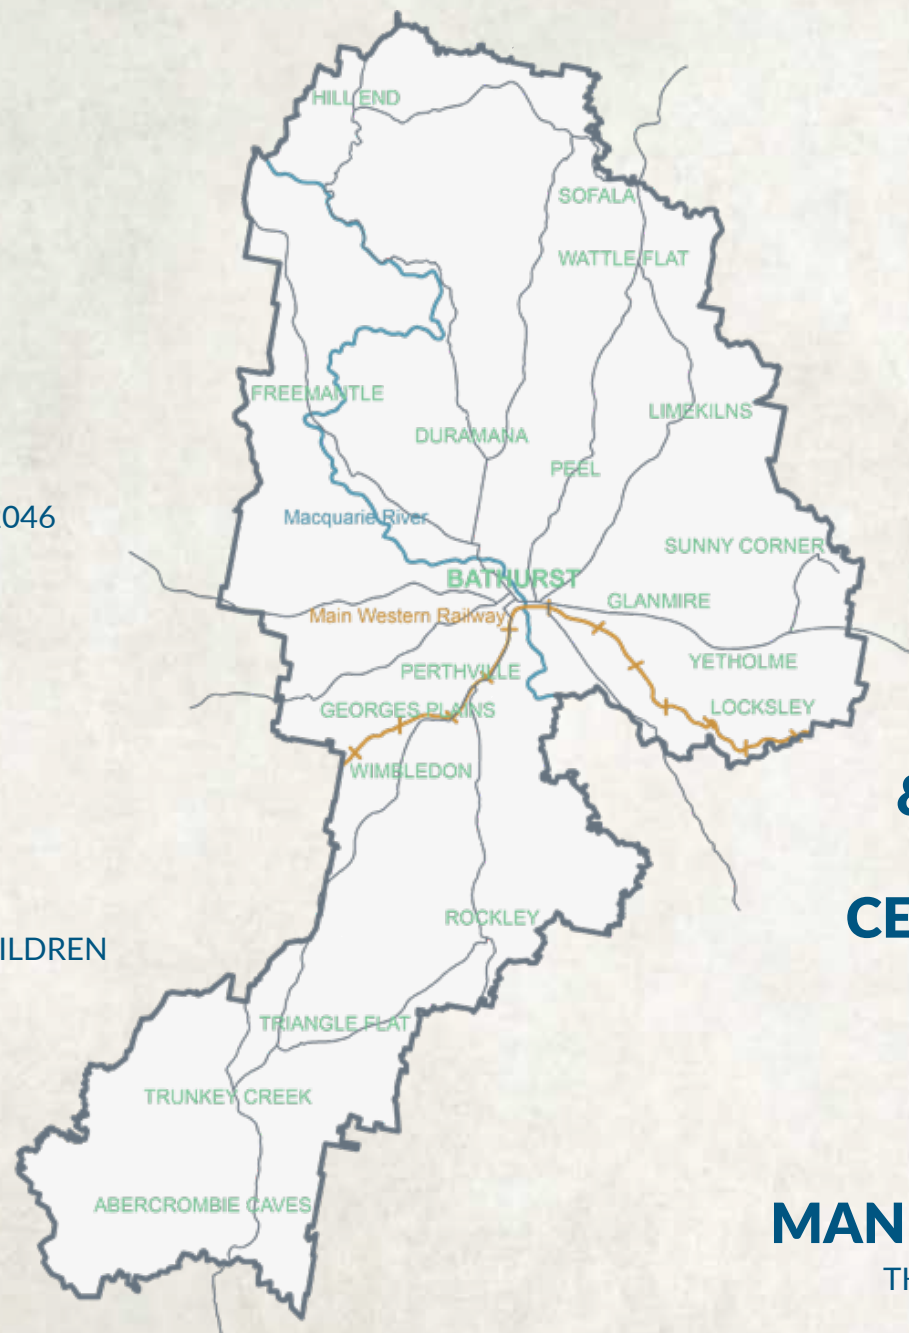 HILL END
SOFALA
WATTLE FLAT
FREEMANTLE
LIMEKILNS
DURAMANA
PEEL
046
Macquarie River
SUNNY CORNER
BATHURST
GLANMIRE
Main Western Railway
YETHOLME
PERTHVILLE
LOCKSLEY
GEORGES PLAINS
WIMBLEDON
&
ROCKLEY
CE
ILDREN
TRIANGLE FLAT
TRUNKEY CREEK
ABERCROMBIE CAVES
MAN
TH